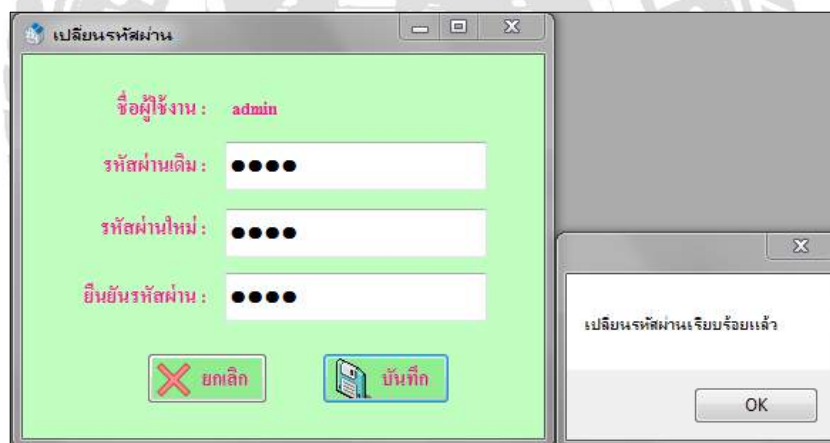 เปลี่ยนรหัสผ่าน
ชื่อผู้ใช้งาน : admin
รหัสผ่านเดิม : ●●●●
รหัสผ่านใหม่ : ●●●●
ยืนยันรหัสผ่าน : ●●●●
ยกเลิก บันทึก
เปลี่ยนรหัสผ่านเรียบร้อยแล้ว
OK